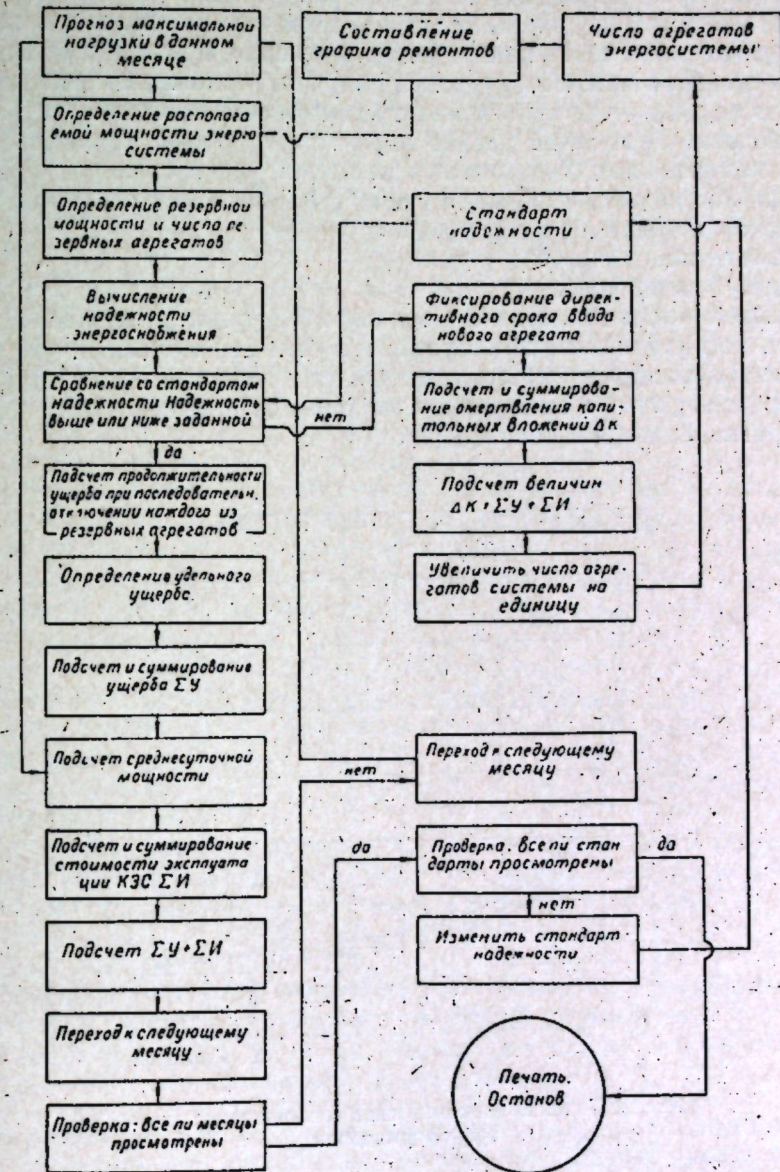 Прогноз максимальной
нагрузки в данном
месяце
Составление
графика ремонтов
Число агрегатов
энергосистемы
Определение располога
емой мощности энерго
системы
Определение резервной
мощности и числа ре
зервных агрегатов
Стандарт
надежности
Вычисление
надежности
энергоснабжения
Фиксирование дирек-
тивного срока ввода
нового агрегата
Сравнение со стандартом
надежности Надежность
выше или ниже заданной
нет
да
Подсчет и суммирова-
ние омертвления капи-
тальных вложений ΔК
Подсчет продолжительности
ущерба при последовательн.
отключении каждого из
резервных агрегатов
Подсчет величин
ΔК + ΣУ + ΣИ
Определение удельного
ущерба.
Увеличить число агре-
гатов системы на
единицу
Подсчет и суммирование
ущерба ΣУ
Подсчет среднесуточной
мощности
нет
Переход к следующему
месяцу
Подсчет и суммирование
стоимости эксплуата
ции КЭС ΣИ
да
Проверка. все ли стан
дарты просмотрены
да
нет
Изменить стандарт
надежности
Подсчет ΣУ + ΣИ
Переход к следующему
месяцу
Проверка: все ли месяцы
просмотрены
Печать.
Останов